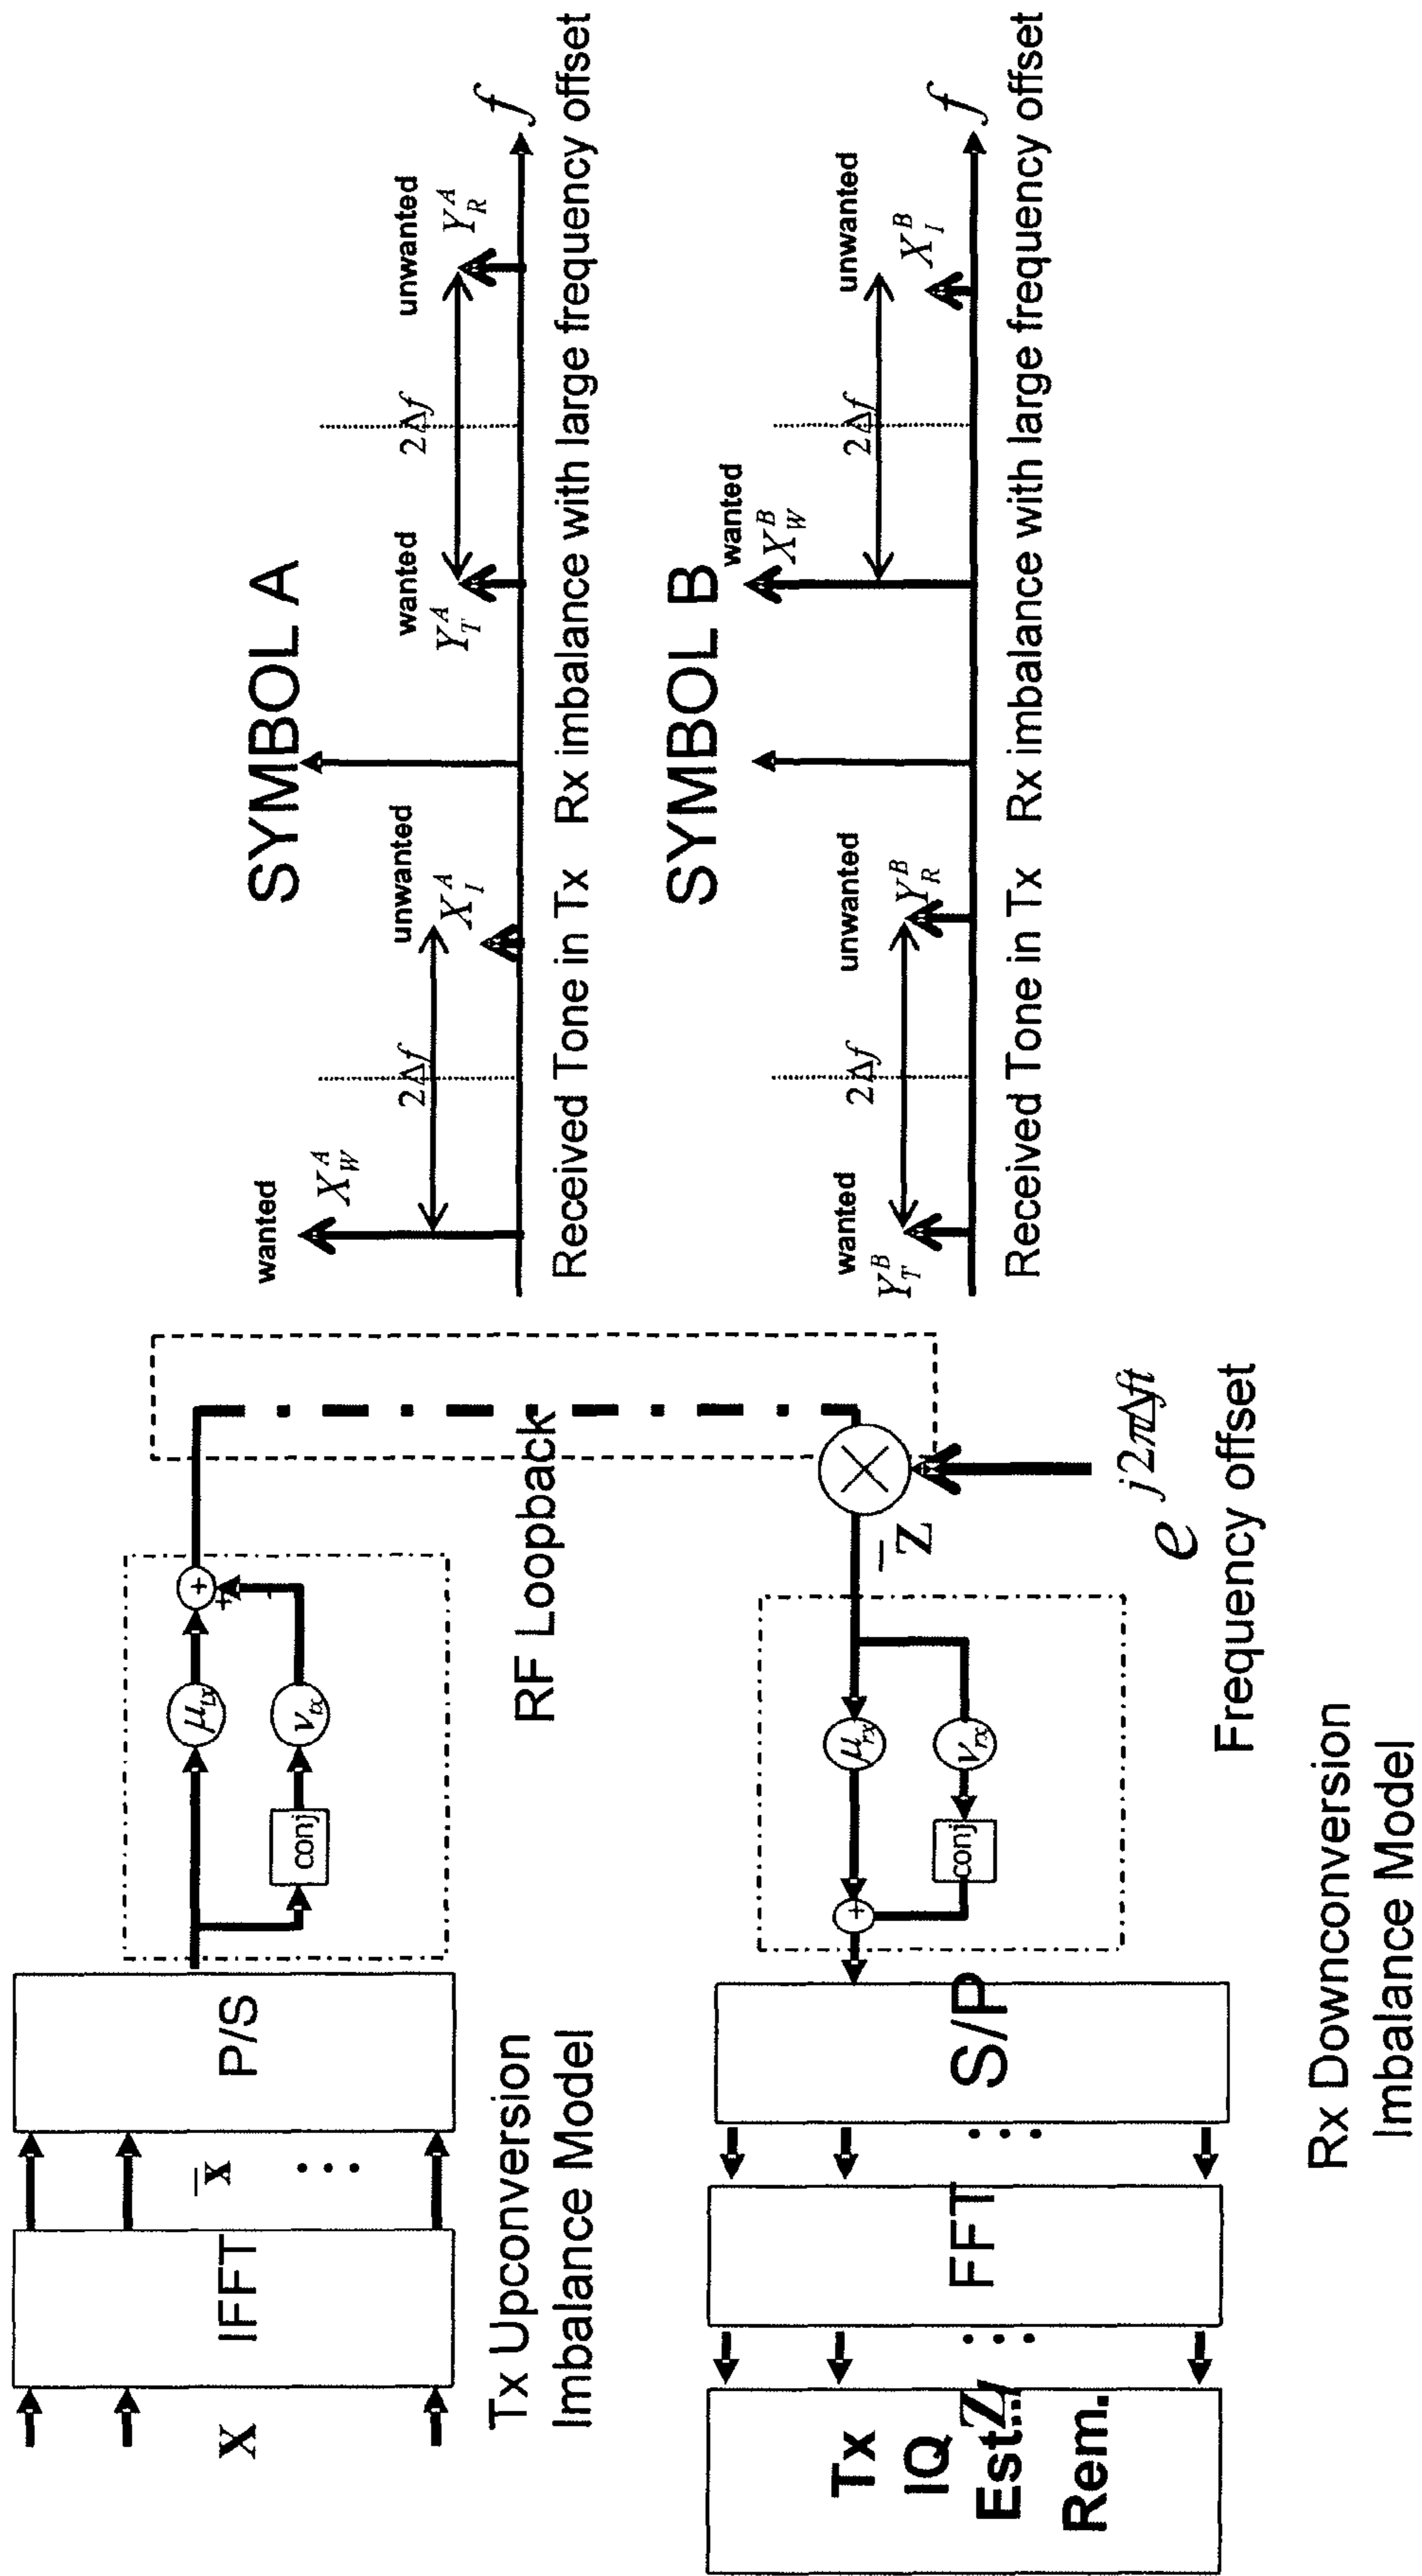 X
IFFT
x̄
P/S
Tx Upconversion
Imbalance Model
conj
μtx
νtx
+
+
RF Loopback
e^{j2πΔft}
Frequency offset
z̄
μrx
νrx
conj
+
Rx Downconversion
Imbalance Model
S/P
FFT
Tx
IQ
Est.
Rem.
SYMBOL A
wanted
X_W^A
2Δf
unwanted
X_I^A
wanted
Y_T^A
2Δf
unwanted
Y_R^A
f
Received Tone in Tx Rx imbalance with large frequency offset
SYMBOL B
wanted
Y_T^B
2Δf
unwanted
Y_R^B
wanted
X_W^B
2Δf
unwanted
X_I^B
f
Received Tone in Tx Rx imbalance with large frequency offset